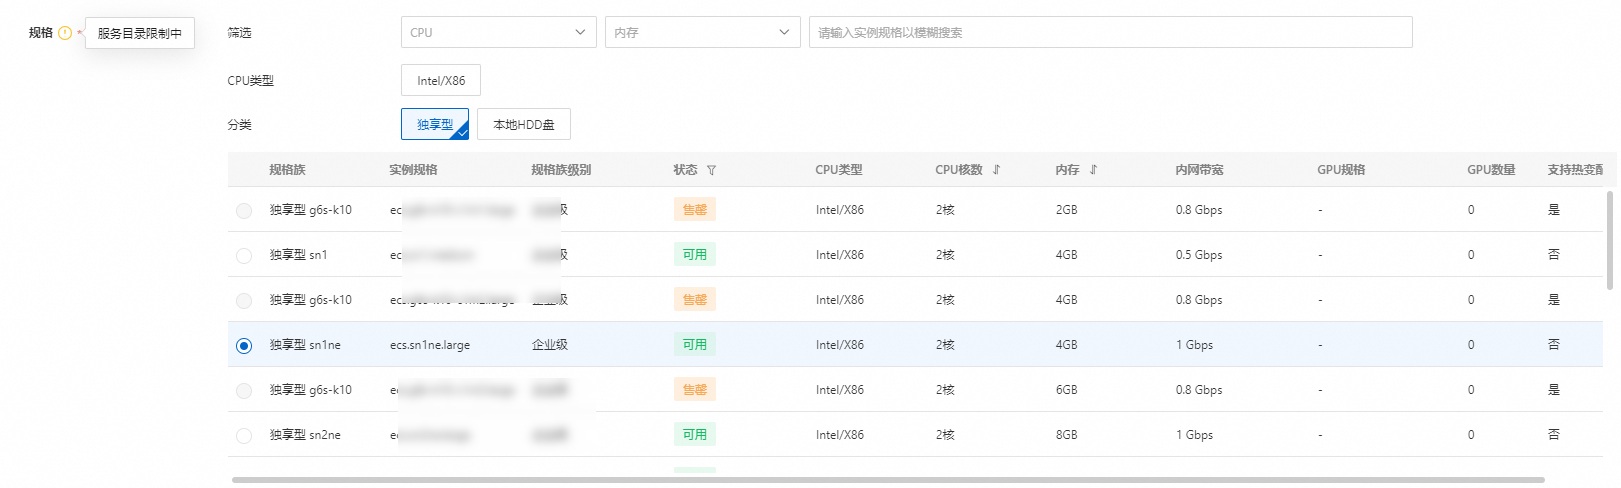 规格 * 服务目录限制中 筛选 CPU 内存 请输入实例规格以模糊搜索
CPU类型 Intel/X86
分类 独享型 本地HDD盘
规格族 实例规格 规格族级别 状态 CPU类型 CPU核数 内存 内网带宽 GPU规格 GPU数量 支持热变配
独享型 g6s-k10 ec 级 售罄 Intel/X86 2核 2GB 0.8 Gbps - 0 是
独享型 sn1 ec 级 可用 Intel/X86 2核 4GB 0.5 Gbps - 0 否
独享型 g6s-k10 级 售罄 Intel/X86 2核 4GB 0.8 Gbps - 0 是
独享型 sn1ne ecs.sn1ne.large 企业级 可用 Intel/X86 2核 4GB 1 Gbps - 0 否
独享型 g6s-k10 售罄 Intel/X86 2核 6GB 0.8 Gbps - 0 是
独享型 sn2ne 可用 Intel/X86 2核 8GB 1 Gbps - 0 否